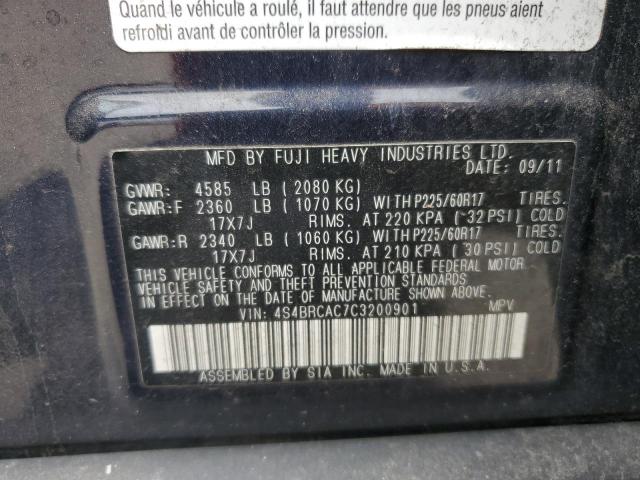 Quand le véhicule a roulé, il faut attendre que les pneus aient
refroidi avant de contrôler la pression.
MFD BY FUJI HEAVY INDUSTRIES LTD.
DATE: 09/11
GVWR: 4585 LB (2080 KG)
GAWR:F 2360 LB (1070 KG) WITH P225/60R17 TIRES.
17X7J RIMS. AT 220 KPA (32 PSI) COLD
GAWR:R 2340 LB (1060 KG) WITH P225/60R17 TIRES.
17X7J RIMS. AT 210 KPA (30 PSI) COLD
THIS VEHICLE CONFORMS TO ALL APPLICABLE FEDERAL MOTOR
VEHICLE SAFETY AND THEFT PREVENTION STANDARDS
IN EFFECT ON THE DATE OF MANUFACTURE SHOWN ABOVE.
VIN: 4S4BRCAC7C3200901 MPV
ASSEMBLED BY SIA INC. MADE IN U.S.A.